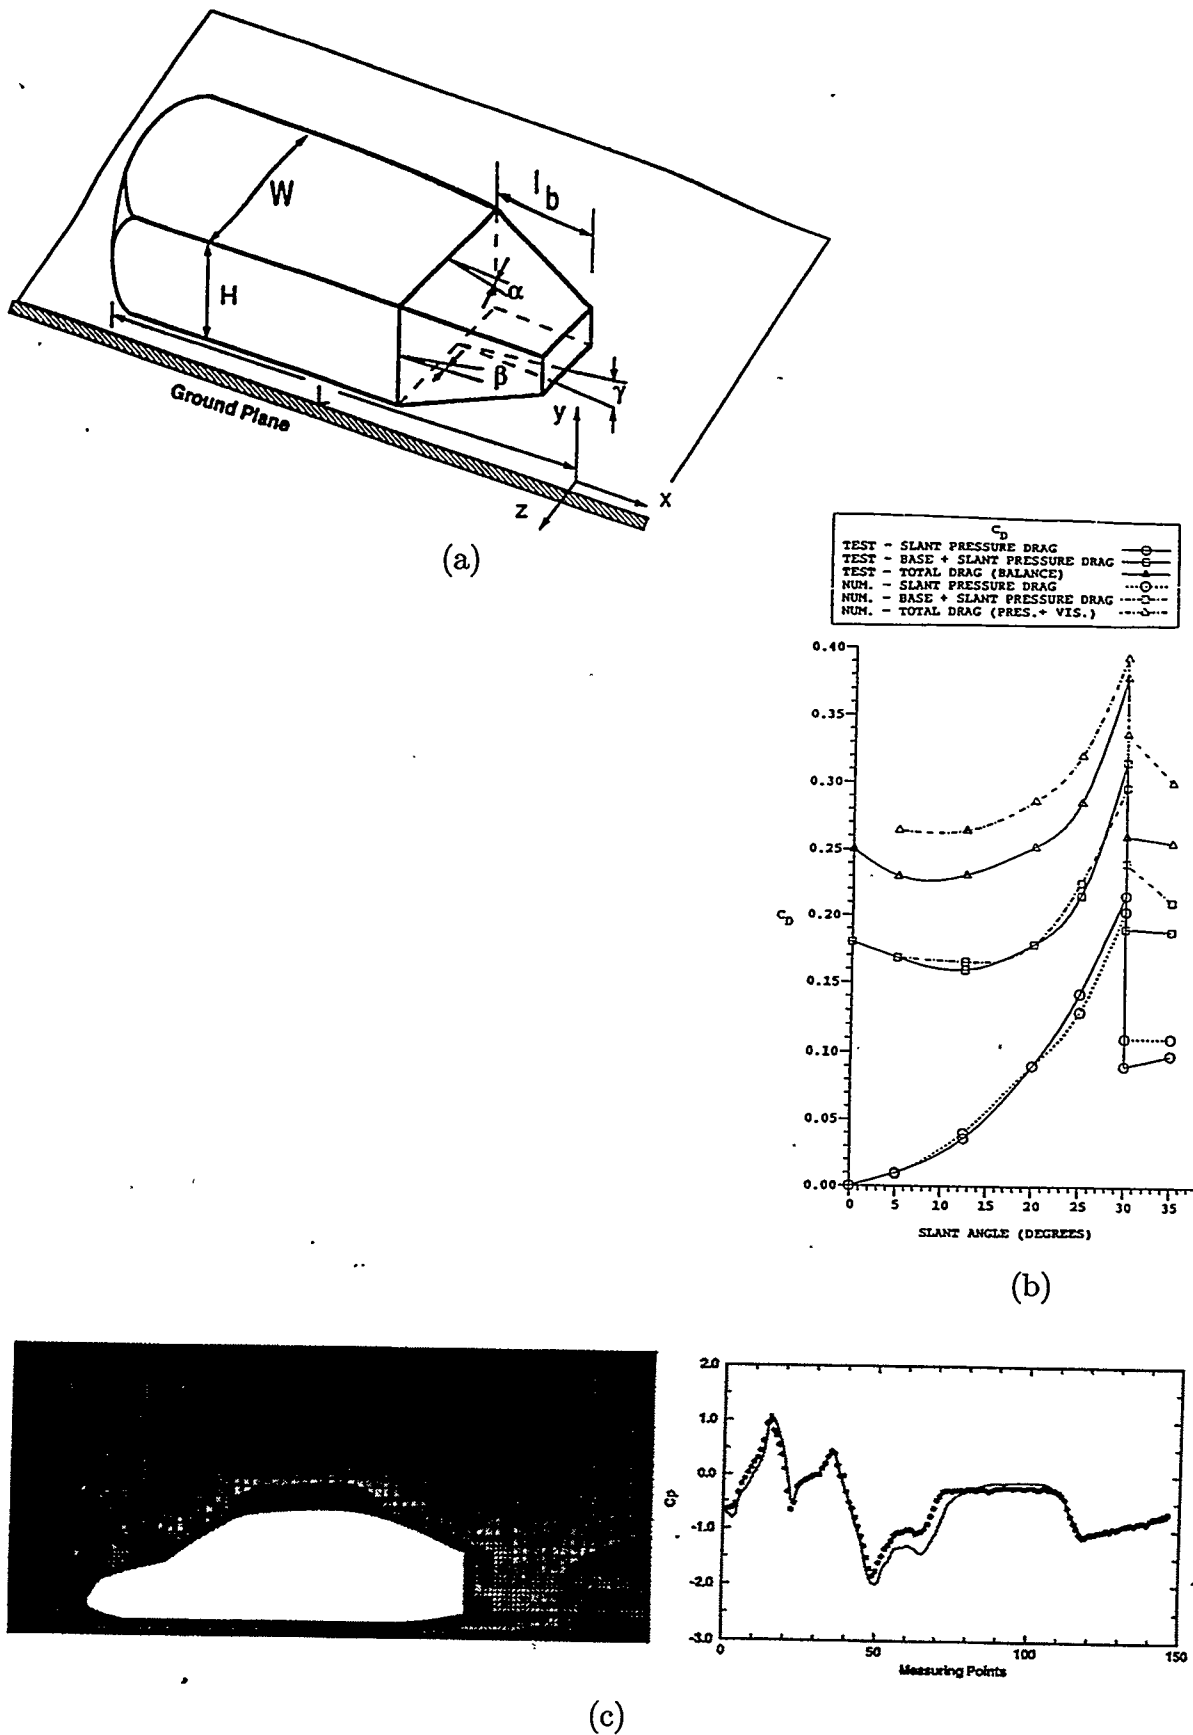 W
l b
H
α
β
γ
L
Ground Plane
y
x
z
(a)
C D
TEST - SLANT PRESSURE DRAG
TEST - BASE + SLANT PRESSURE DRAG
TEST - TOTAL DRAG (BALANCE)
NUM. - SLANT PRESSURE DRAG
NUM. - BASE + SLANT PRESSURE DRAG
NUM. - TOTAL DRAG (PRES.+ VIS.)
0.40
0.35
0.30
0.25
C D
0.20
0.15
0.10
0.05
0.00
0 5 10 15 20 25 30 35
SLANT ANGLE (DEGREES)
(b)
2.0
1.0
0.0
Cp
-1.0
-2.0
-3.0
0 50 100 150
Measuring Points
(c)